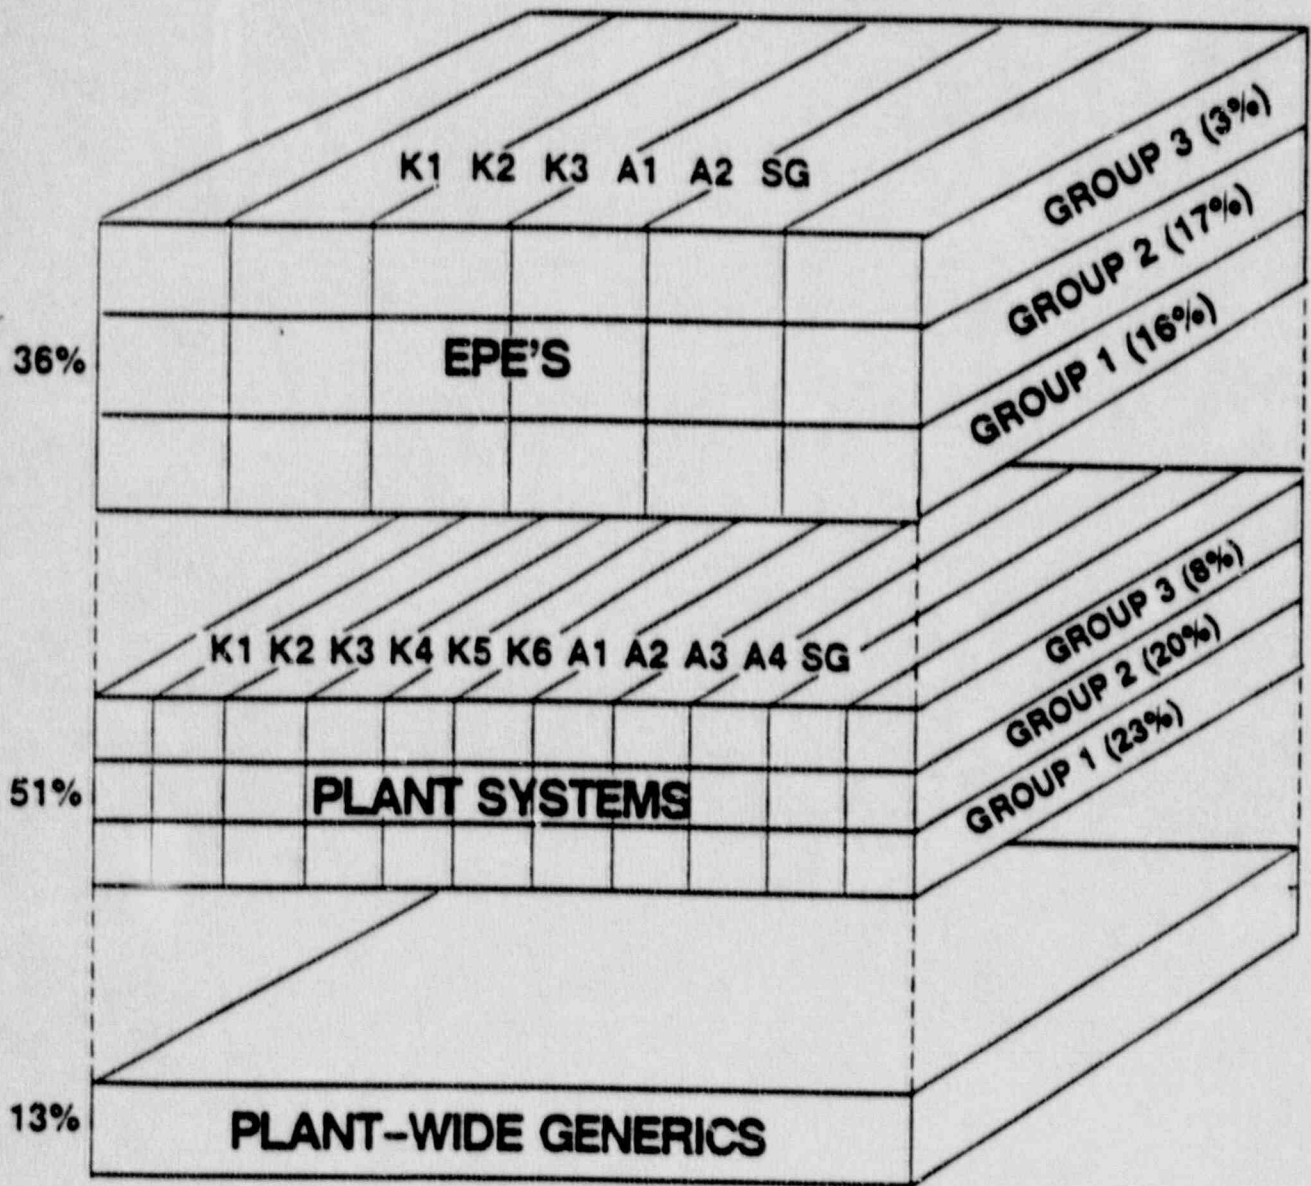 K1 K2 K3 A1 A2 SG
GROUP 3 (3%)
GROUP 2 (17%)
GROUP 1 (16%)
36%
EPE'S
K1 K2 K3 K4 K5 K6 A1 A2 A3 A4 SG
GROUP 3 (8%)
GROUP 2 (20%)
GROUP 1 (23%)
51%
PLANT SYSTEMS
13%
PLANT-WIDE GENERICS